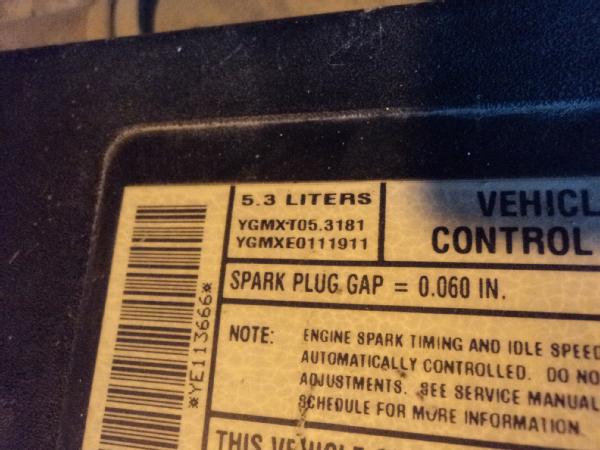 5.3 LITERS
YGMXT05.3181
YGMXE0111911
VEHICL
CONTROL
SPARK PLUG GAP = 0.060 IN.
NOTE: ENGINE SPARK TIMING AND IDLE SPEED
AUTOMATICALLY CONTROLLED. DO NO
ADJUSTMENTS. SEE SERVICE MANUAL
SCHEDULE FOR MORE INFORMATION
THIS VEHICLE
*YE113666*